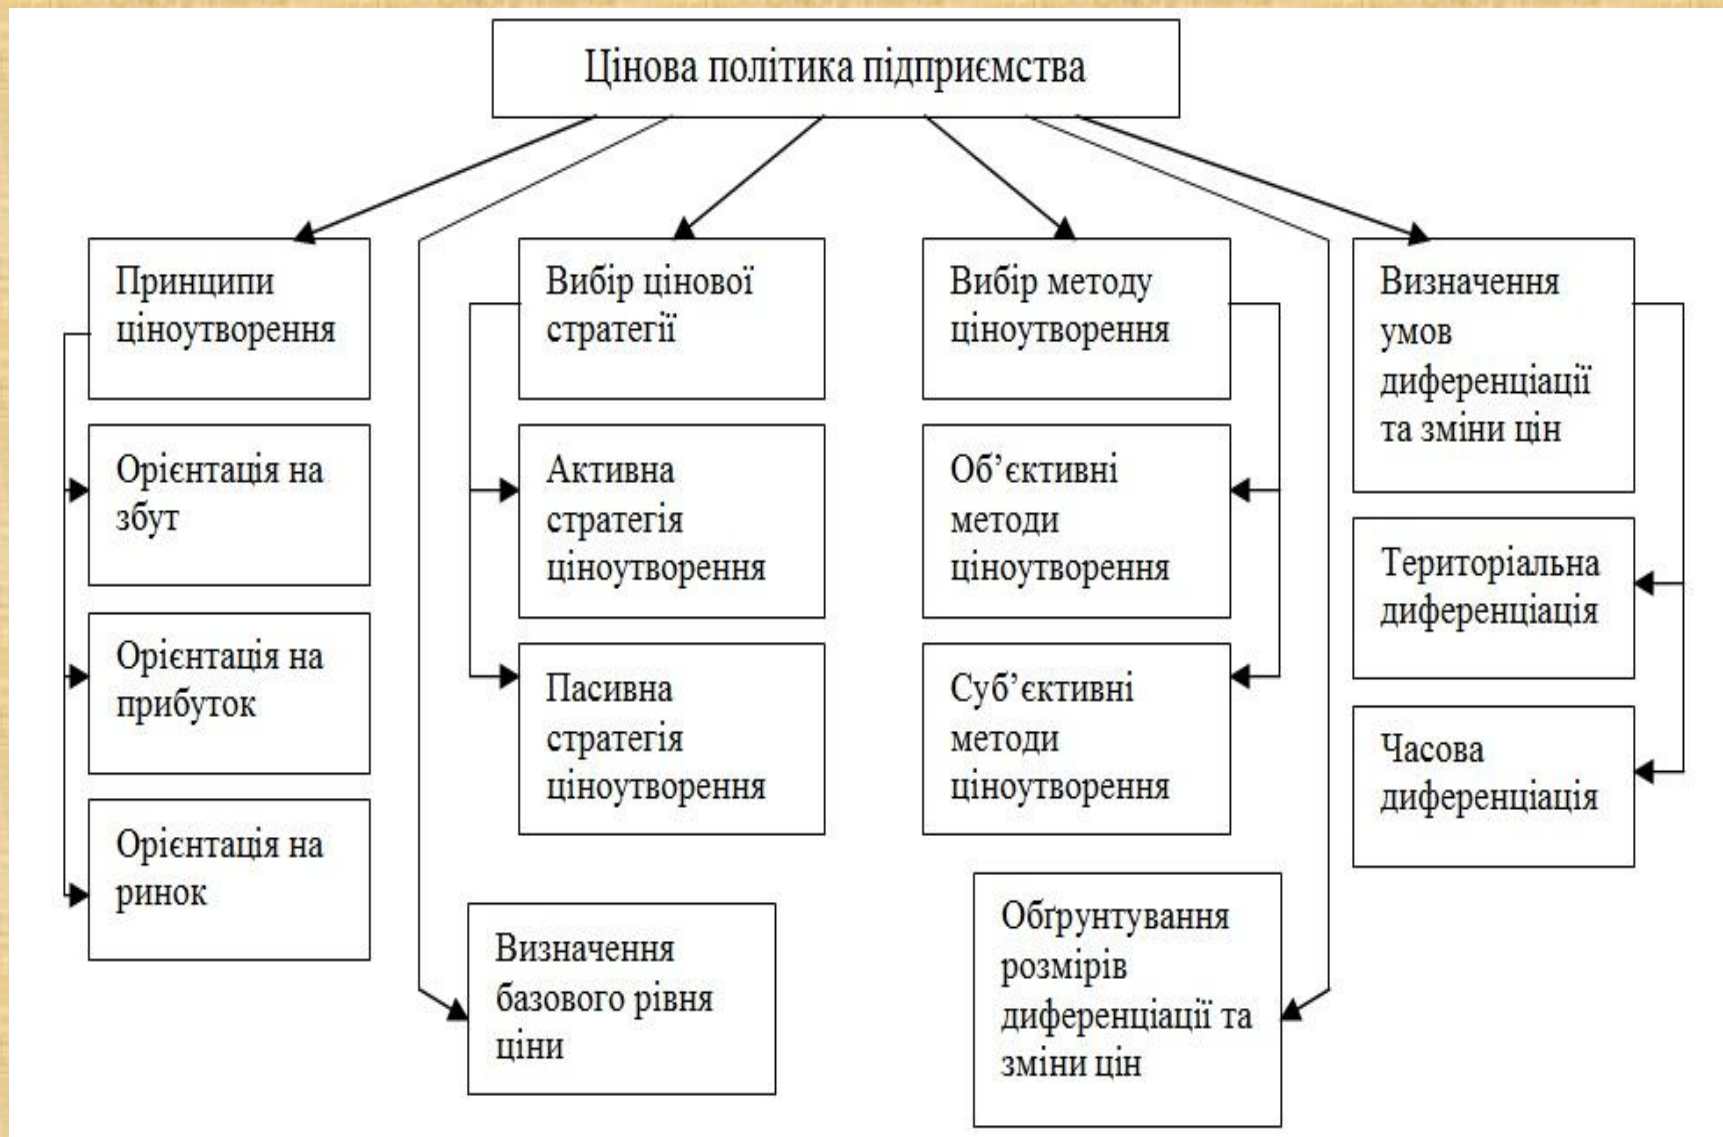 Цінова політика підприємства
Принципи
ціноутворення
Орієнтація на
збут
Орієнтація на
прибуток
Орієнтація на
ринок
Вибір цінової
стратегії
Активна
стратегія
ціноутворення
Пасивна
стратегія
ціноутворення
Визначення
базового рівня
ціни
Вибір методу
ціноутворення
Об’єктивні
методи
ціноутворення
Суб’єктивні
методи
ціноутворення
Обґрунтування
розмірів
диференціації та
зміни цін
Визначення
умов
диференціації
та зміни цін
Територіальна
диференціація
Часова
диференціація